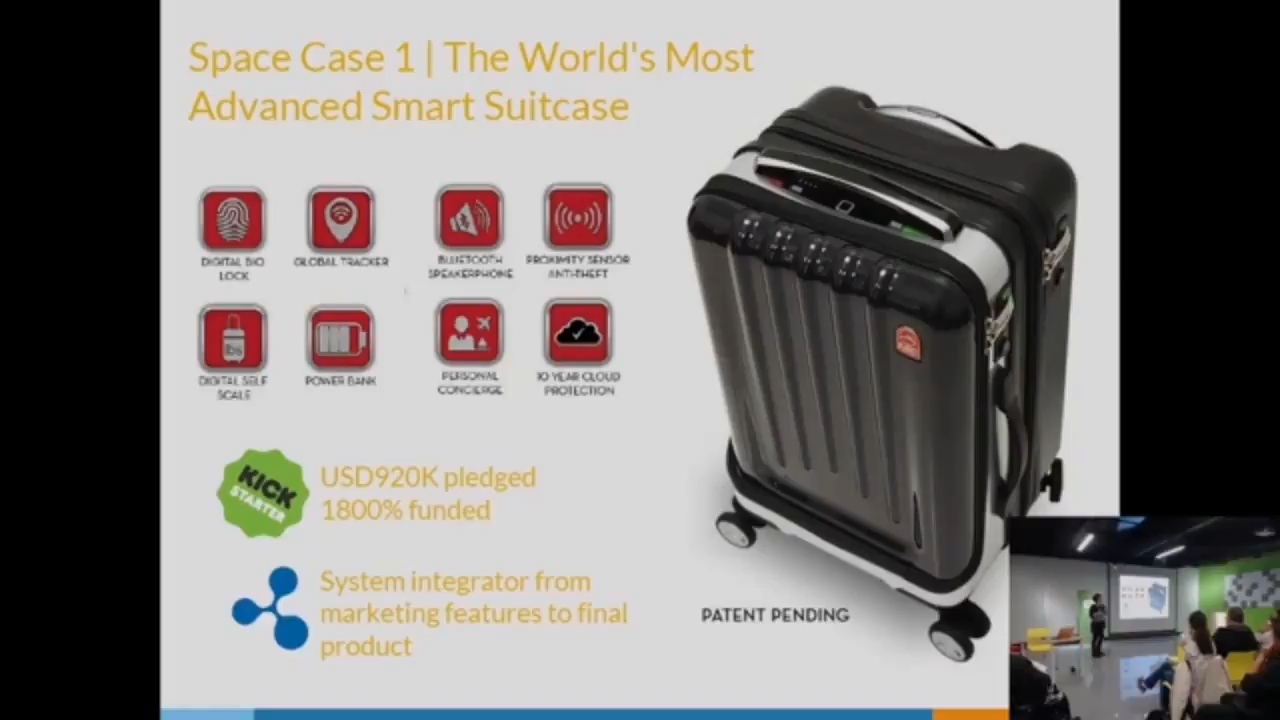 Space Case 1 | The World's Most
Advanced Smart Suitcase
DIGITAL BIO
LOCK
GLOBAL TRACKER
BLUETOOTH
SPEAKERPHONE
PROXIMITY SENSOR
ANTI-THEFT
DIGITAL SELF
SCALE
POWER BANK
PERSONAL
CONCIERGE
10 YEAR CLOUD
PROTECTION
KICK
STARTER
USD920K pledged
1800% funded
System integrator from
marketing features to final
product
PATENT PENDING